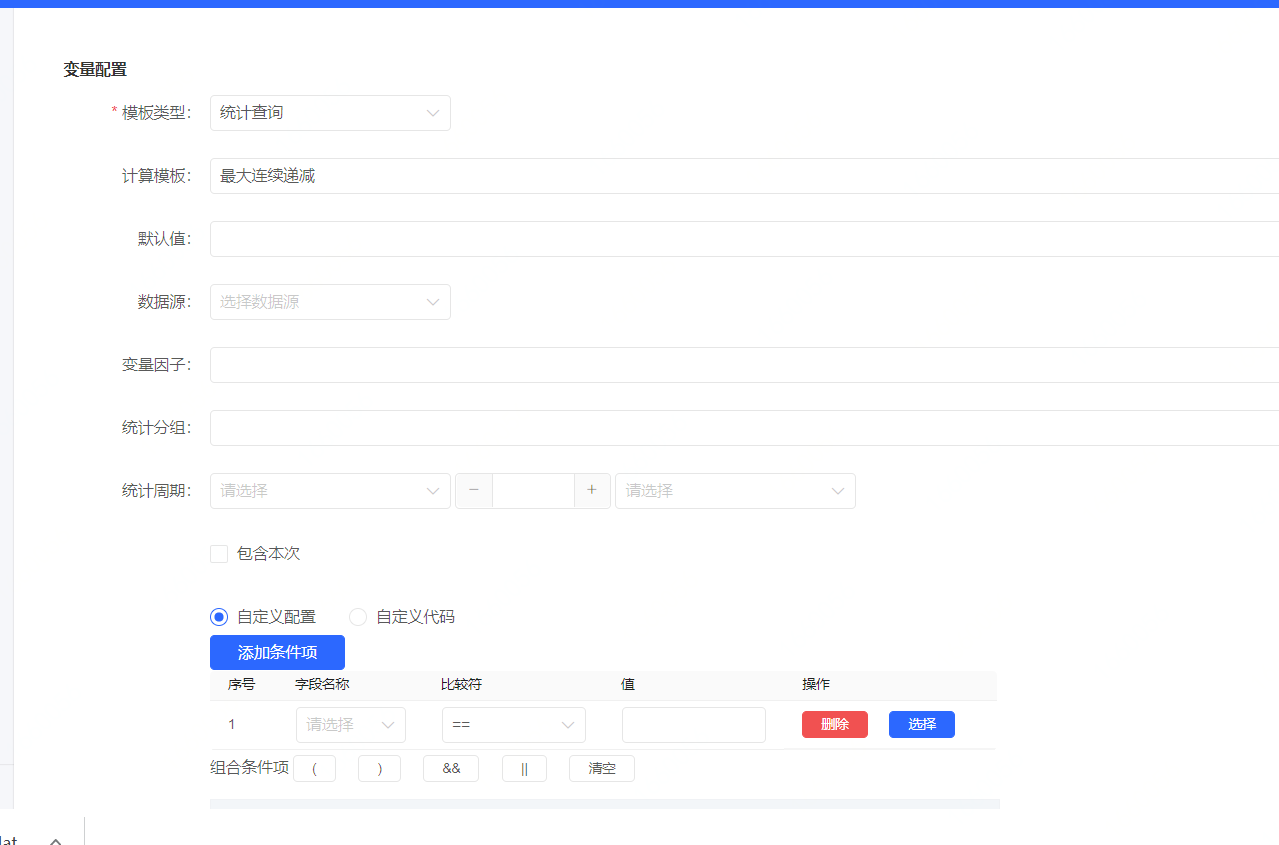 变量配置
* 模板类型： 统计查询
计算模板： 最大连续递减
默认值：
数据源： 选择数据源
变量因子：
统计分组：
统计周期： 请选择 − + 请选择
包含本次
自定义配置 自定义代码
添加条件项
序号 字段名称 比较符 值 操作
1 请选择 == 删除 选择
组合条件项 ( ) && || 清空